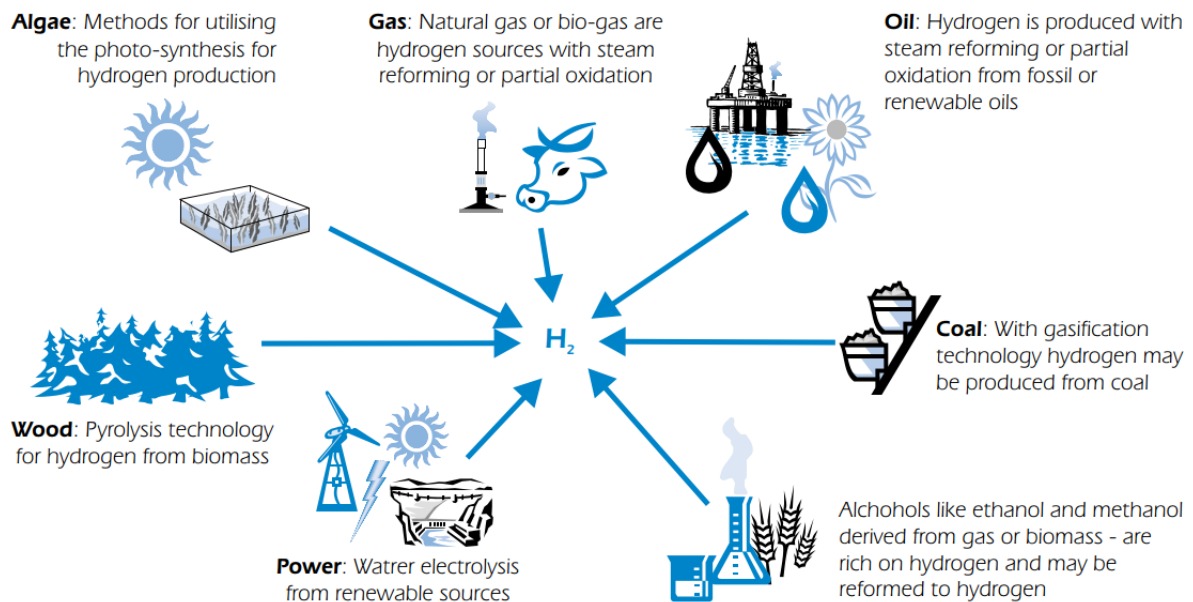 Algae: Methods for utilising
the photo-synthesis for
hydrogen production
Gas: Natural gas or bio-gas are
hydrogen sources with steam
reforming or partial oxidation
Oil: Hydrogen is produced with
steam reforming or partial
oxidation from fossil or
renewable oils
H2
Coal: With gasification
technology hydrogen may
be produced from coal
Wood: Pyrolysis technology
for hydrogen from biomass
Power: Watrer electrolysis
from renewable sources
Alchohols like ethanol and methanol
derived from gas or biomass - are
rich on hydrogen and may be
reformed to hydrogen